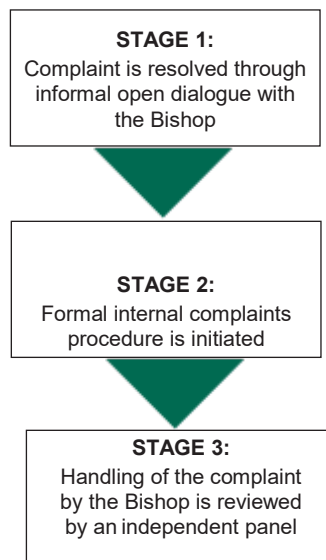 STAGE 1:
Complaint is resolved through
informal open dialogue with
the Bishop
STAGE 2:
Formal internal complaints
procedure is initiated
STAGE 3:
Handling of the complaint
by the Bishop is reviewed
by an independent panel